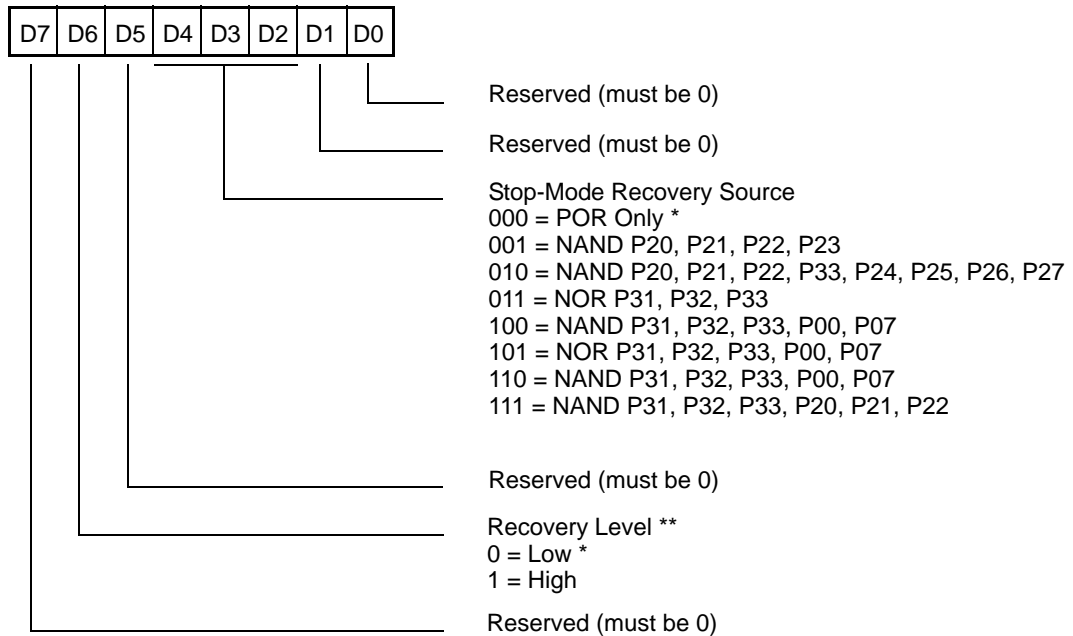 D7 D6 D5 D4 D3 D2 D1 D0
Reserved (must be 0)
Reserved (must be 0)
Stop-Mode Recovery Source
000 = POR Only *
001 = NAND P20, P21, P22, P23
010 = NAND P20, P21, P22, P33, P24, P25, P26, P27
011 = NOR P31, P32, P33
100 = NAND P31, P32, P33, P00, P07
101 = NOR P31, P32, P33, P00, P07
110 = NAND P31, P32, P33, P00, P07
111 = NAND P31, P32, P33, P20, P21, P22
Reserved (must be 0)
Recovery Level **
0 = Low *
1 = High
Reserved (must be 0)